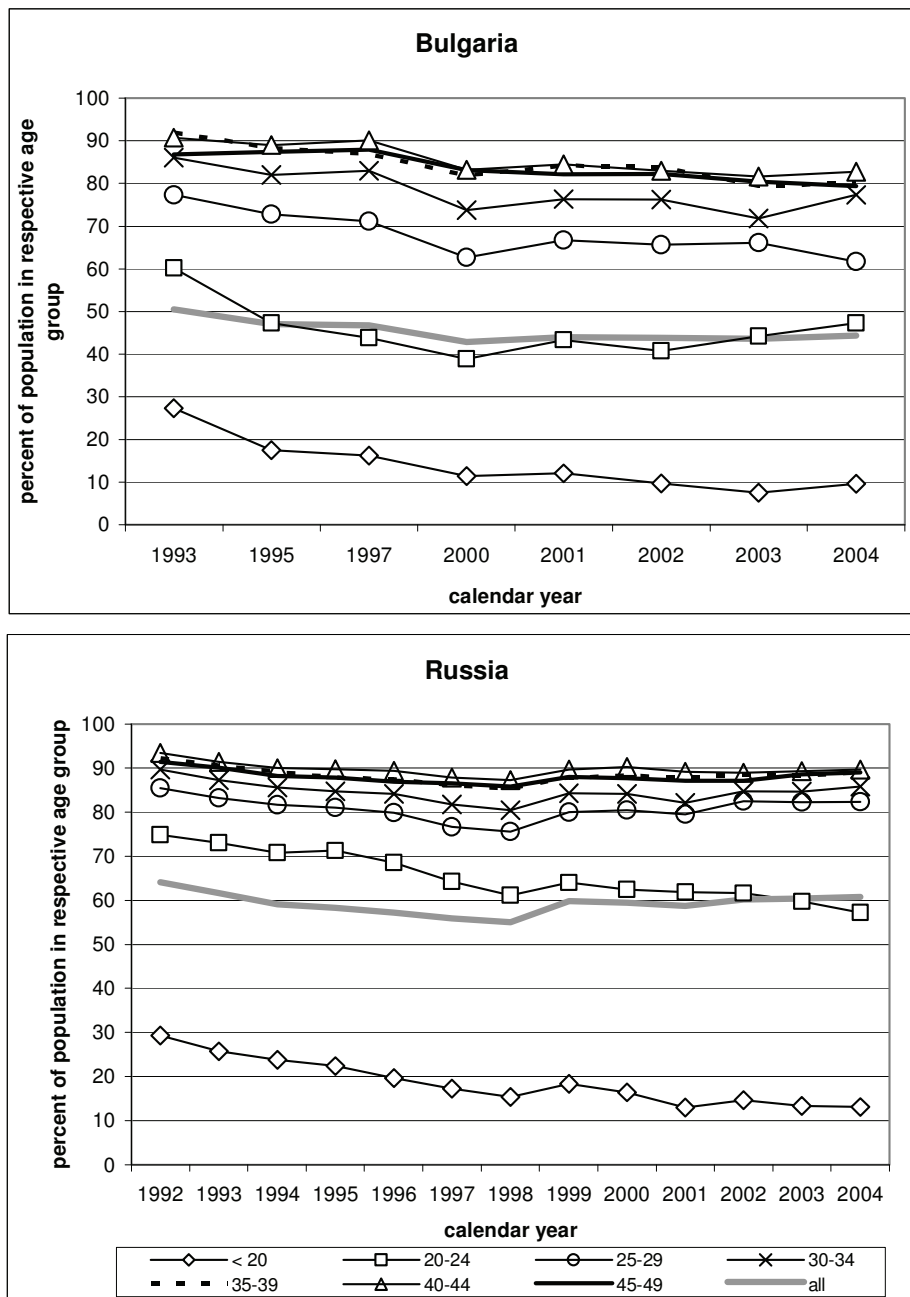 Bulgaria
percent of population in respective age
group
100
90
80
70
60
50
40
30
20
10
0
1993 1995 1997 2000 2001 2002 2003 2004
calendar year
Russia
percent of population in respective age group
100
90
80
70
60
50
40
30
20
10
0
1992 1993 1994 1995 1996 1997 1998 1999 2000 2001 2002 2003 2004
calendar year
< 20 20-24 25-29 30-34
35-39 40-44 45-49 all